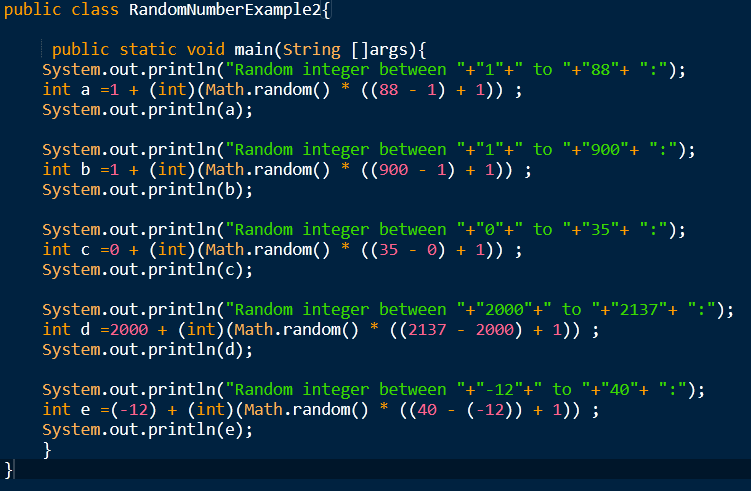 public class RandomNumberExample2{
public static void main(String []args){
System.out.println("Random integer between "+"1"+" to "+"88"+ ":");
int a =1 + (int)(Math.random() * ((88 - 1) + 1)) ;
System.out.println(a);
System.out.println("Random integer between "+"1"+" to "+"900"+ ":");
int b =1 + (int)(Math.random() * ((900 - 1) + 1)) ;
System.out.println(b);
System.out.println("Random integer between "+"0"+" to "+"35"+ ":");
int c =0 + (int)(Math.random() * ((35 - 0) + 1)) ;
System.out.println(c);
System.out.println("Random integer between "+"2000"+" to "+"2137"+ ":");
int d =2000 + (int)(Math.random() * ((2137 - 2000) + 1)) ;
System.out.println(d);
System.out.println("Random integer between "+"-12"+" to "+"40"+ ":");
int e =(-12) + (int)(Math.random() * ((40 - (-12)) + 1)) ;
System.out.println(e);
}
}